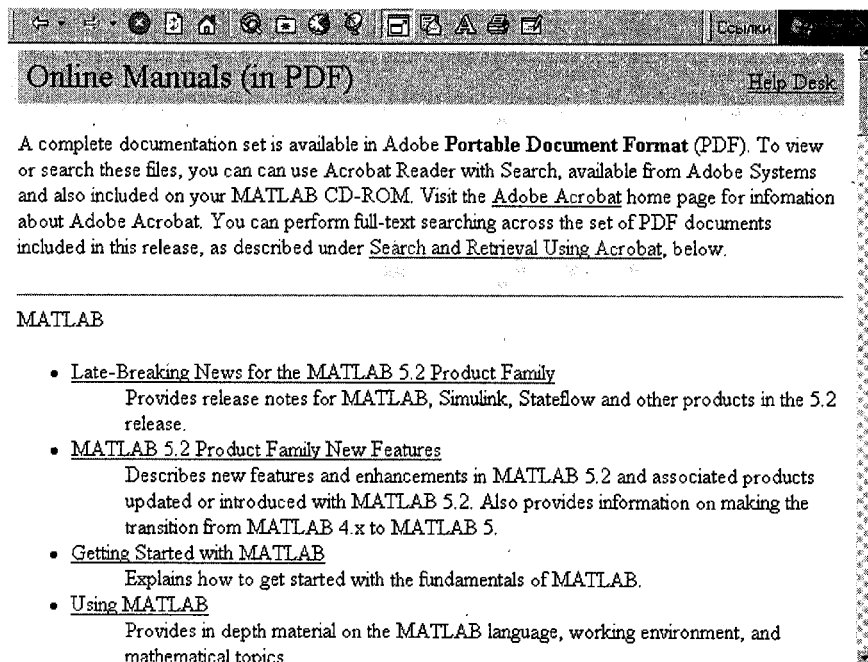 Ссылки
Online Manuals (in PDF)
Help Desk
A complete documentation set is available in Adobe Portable Document Format (PDF). To view
or search these files, you can can use Acrobat Reader with Search, available from Adobe Systems
and also included on your MATLAB CD-ROM. Visit the Adobe Acrobat home page for infomation
about Adobe Acrobat. You can perform full-text searching across the set of PDF documents
included in this release, as described under Search and Retrieval Using Acrobat, below.
MATLAB
• Late-Breaking News for the MATLAB 5.2 Product Family
Provides release notes for MATLAB, Simulink, Stateflow and other products in the 5.2
release.
• MATLAB 5.2 Product Family New Features
Describes new features and enhancements in MATLAB 5.2 and associated products
updated or introduced with MATLAB 5.2. Also provides information on making the
transition from MATLAB 4.x to MATLAB 5.
• Getting Started with MATLAB
Explains how to get started with the fundamentals of MATLAB.
• Using MATLAB
Provides in depth material on the MATLAB language, working environment, and
mathematical topics